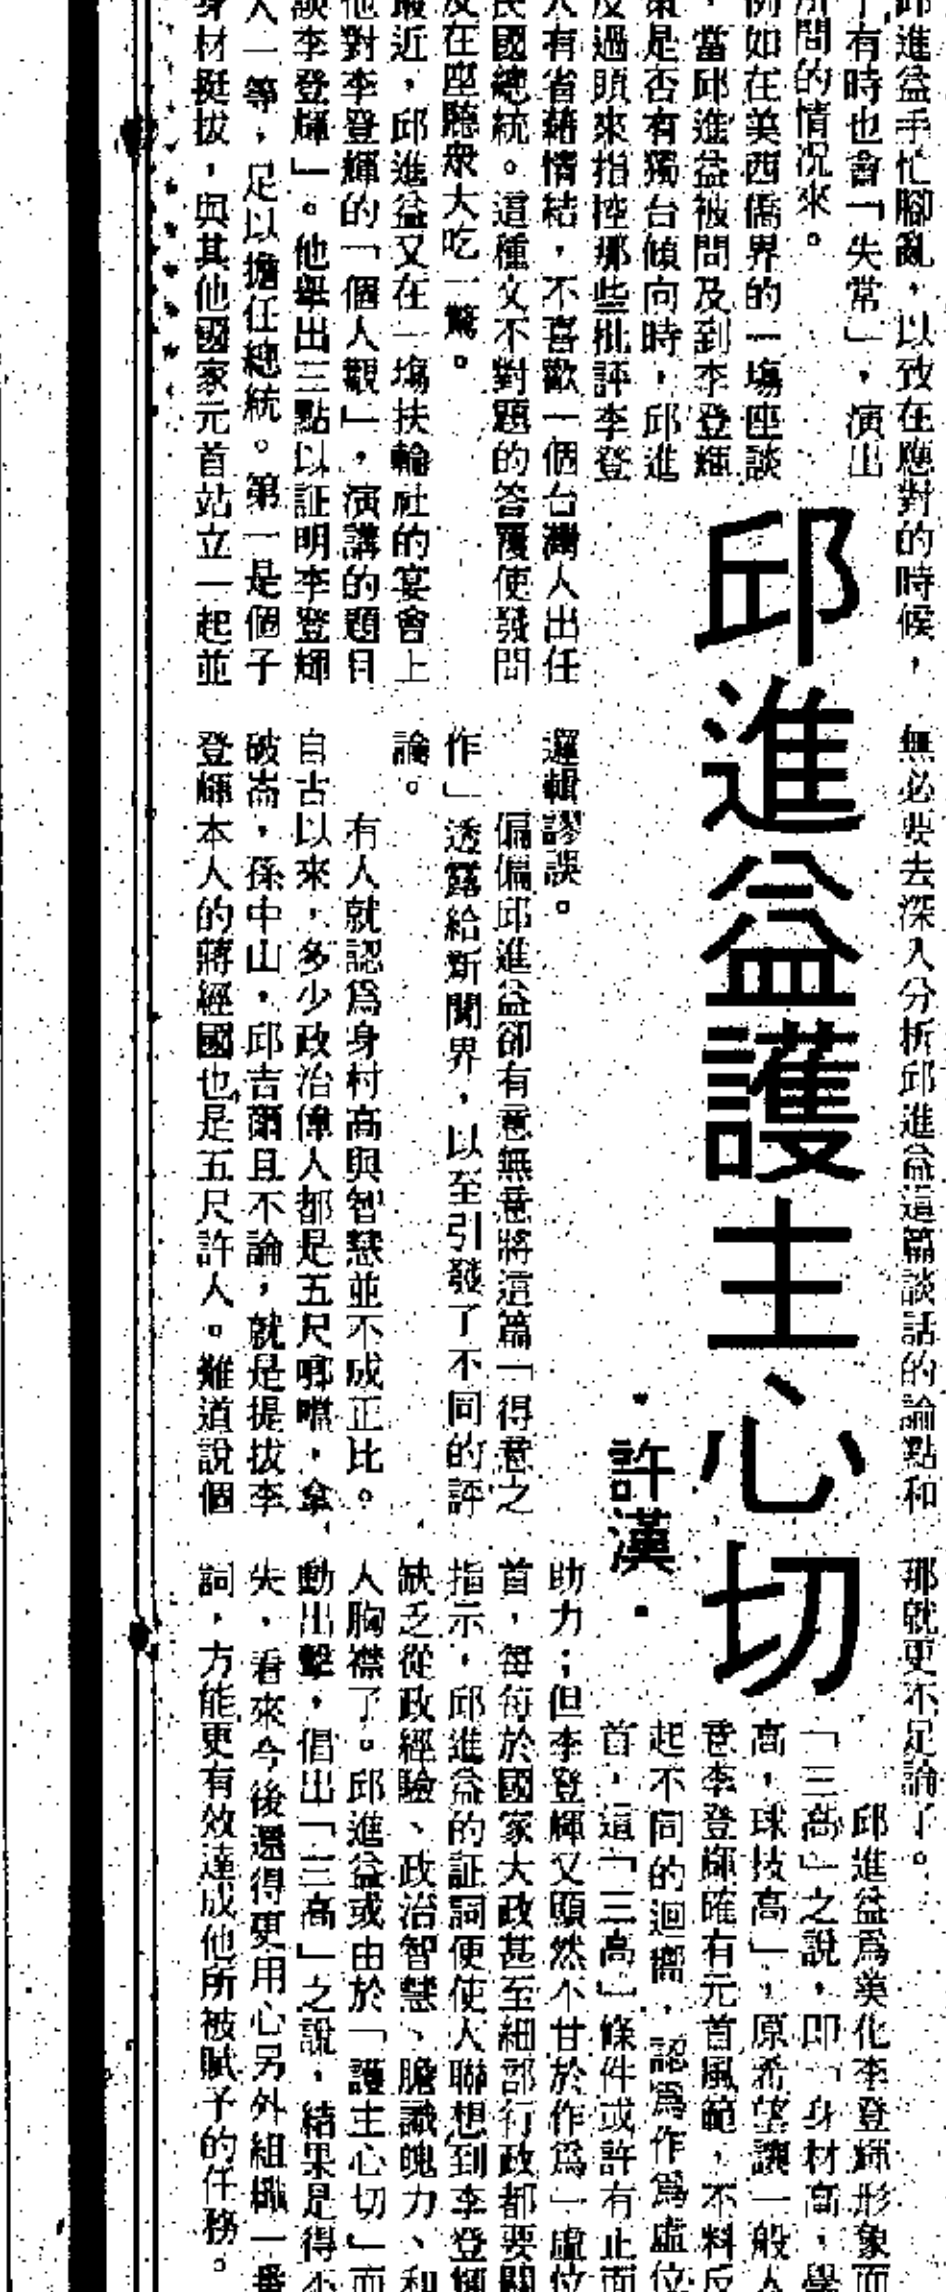 邱進益護主心切
・許漢・
邱進益手忙腳亂，以致在應對的時候，
有時也會「失常」，演出
所問的情況來。
例如在美西僑界的一場座談
，當邱進益被問及到李登輝
策是否有獨台傾向時，邱進
反過頭來指控那些批評李登
人有省籍情結，不喜歡一個台灣人出任
民國總統。這種文不對題的答覆使發問
及在座聽衆大吃一驚。
最近，邱進益又在一場扶輪社的宴會上
他對李登輝的「個人觀」，演講的題目
談李登輝」。他舉出三點以証明李登輝
人一等，足以擔任總統。第一是個子
身材挺拔，與其他國家元首站立一起並
無必要去深入分析邱進益這篇談話的論點和
邏輯謬誤。
偏偏邱進益卻有意無意將這篇「得意之
作」透露給新聞界，以至引發了不同的評
論。
有人就認爲身村高與智慧並不成正比。
自古以來，多少政治偉人都是五尺噹，拿
破崙，孫中山，邱吉爾且不論，就是提拔李
登輝本人的蔣經國也是五尺許人。難道說個
那就更不足論了。
邱進益爲美化李登輝形象而
「三高」之說，即「身材高，學
高，球技高」，原希望讓一般人
意李登輝確有元首風範，不料反
起不同的迴響，認爲作爲虛位
首，這「三高」條件或許有正面
助力；但李登輝又顯然不甘於作爲「虛位
首，每每於國家大政甚至細部行政都要關
指示，邱進益的証詞便使人聯想到李登輝
缺乏從政經驗、政治智慧、膽識魄力、和
人胸襟了。邱進益或由於「護主心切」而
動出擊，倡出「三高」之說，結果是得不
失，看來今後還得更用心另外組織一番
詞，方能更有效達成他所被賦予的任務。